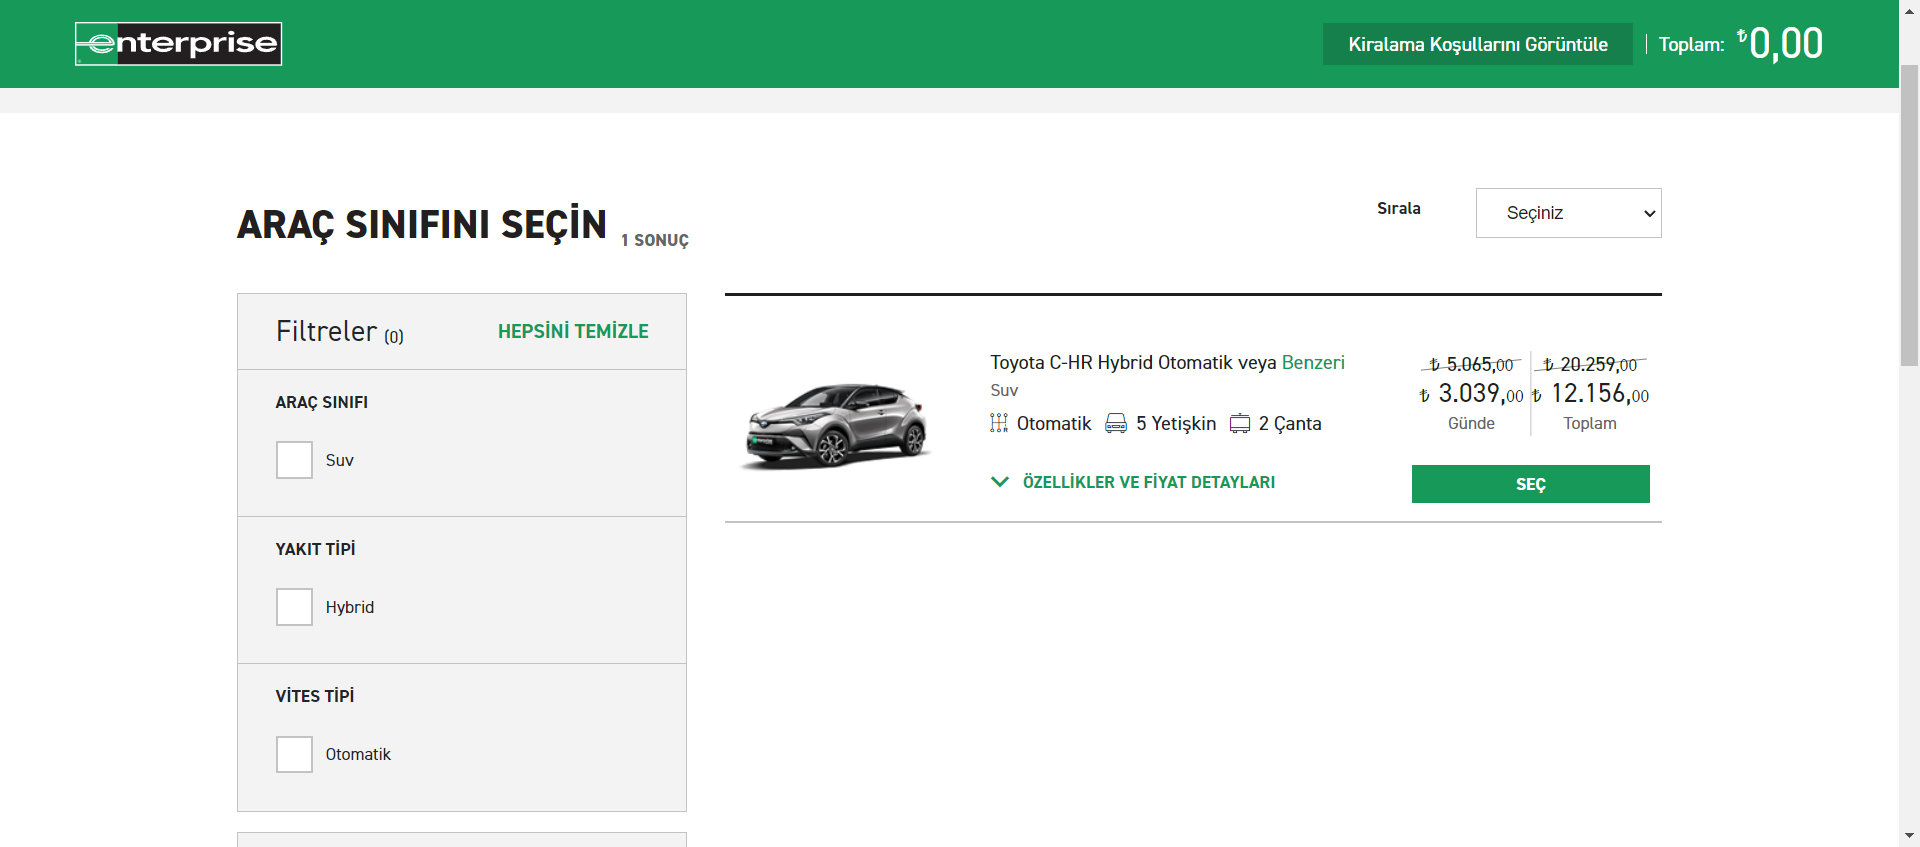 enterprise
Kiralama Koşullarını Görüntüle
Toplam: ₺0,00
ARAÇ SINIFINI SEÇİN 1 SONUÇ
Sırala
Seçiniz
Filtreler (0)
HEPSİNİ TEMİZLE
ARAÇ SINIFI
Suv
YAKIT TİPİ
Hybrid
VİTES TİPİ
Otomatik
Toyota C-HR Hybrid Otomatik veya Benzeri
Suv
Otomatik 5 Yetişkin 2 Çanta
ÖZELLİKLER VE FİYAT DETAYLARI
₺ 5.065,00
₺ 3.039,00
Günde
₺ 20.259,00
₺ 12.156,00
Toplam
SEÇ